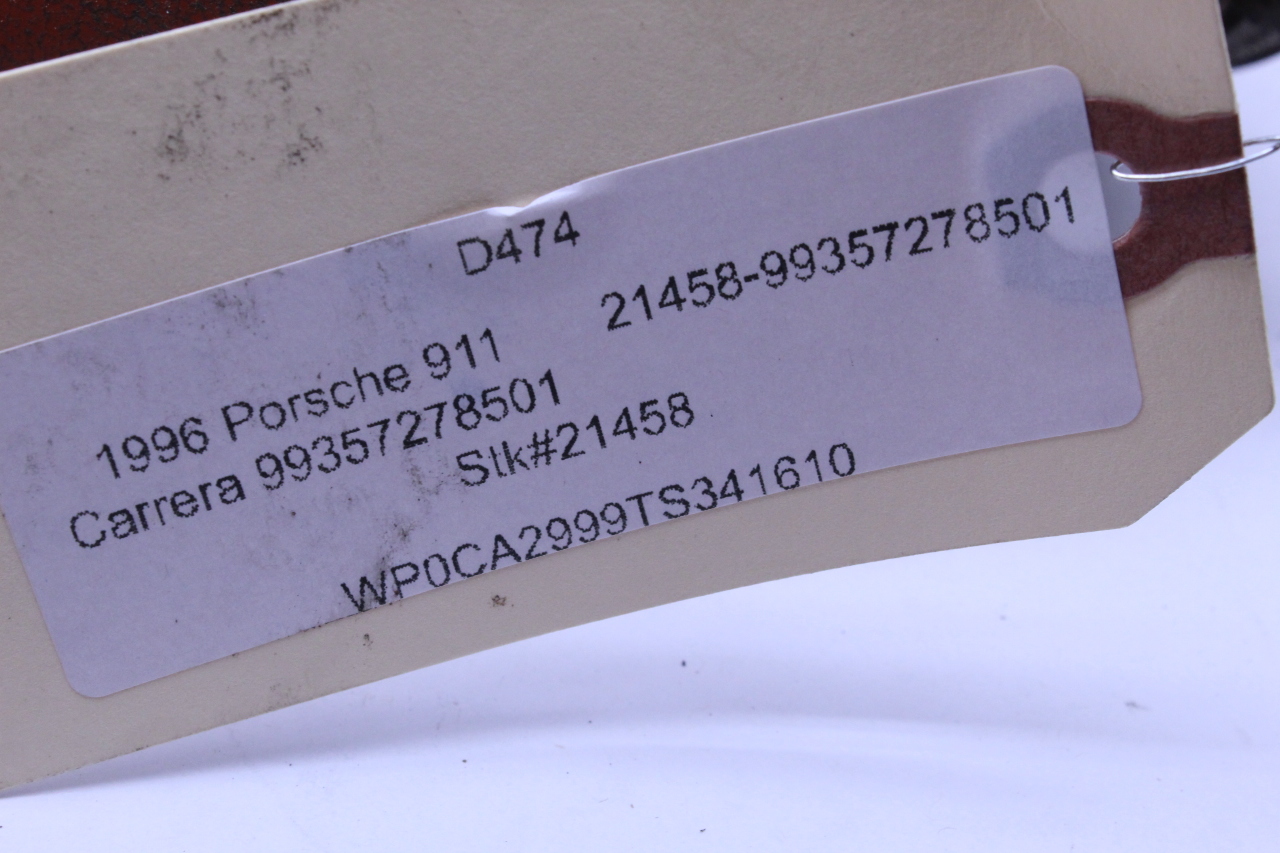 D474
21458-99357278501
1996 Porsche 911
Carrera 99357278501
Stk#21458
WP0CA2999TS341610